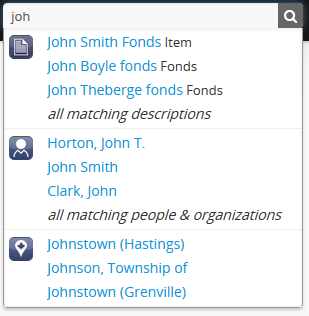 joh
John Smith Fonds Item
John Boyle fonds Fonds
John Theberge fonds Fonds
all matching descriptions
Horton, John T.
John Smith
Clark, John
all matching people & organizations
Johnstown (Hastings)
Johnson, Township of
Johnstown (Grenville)